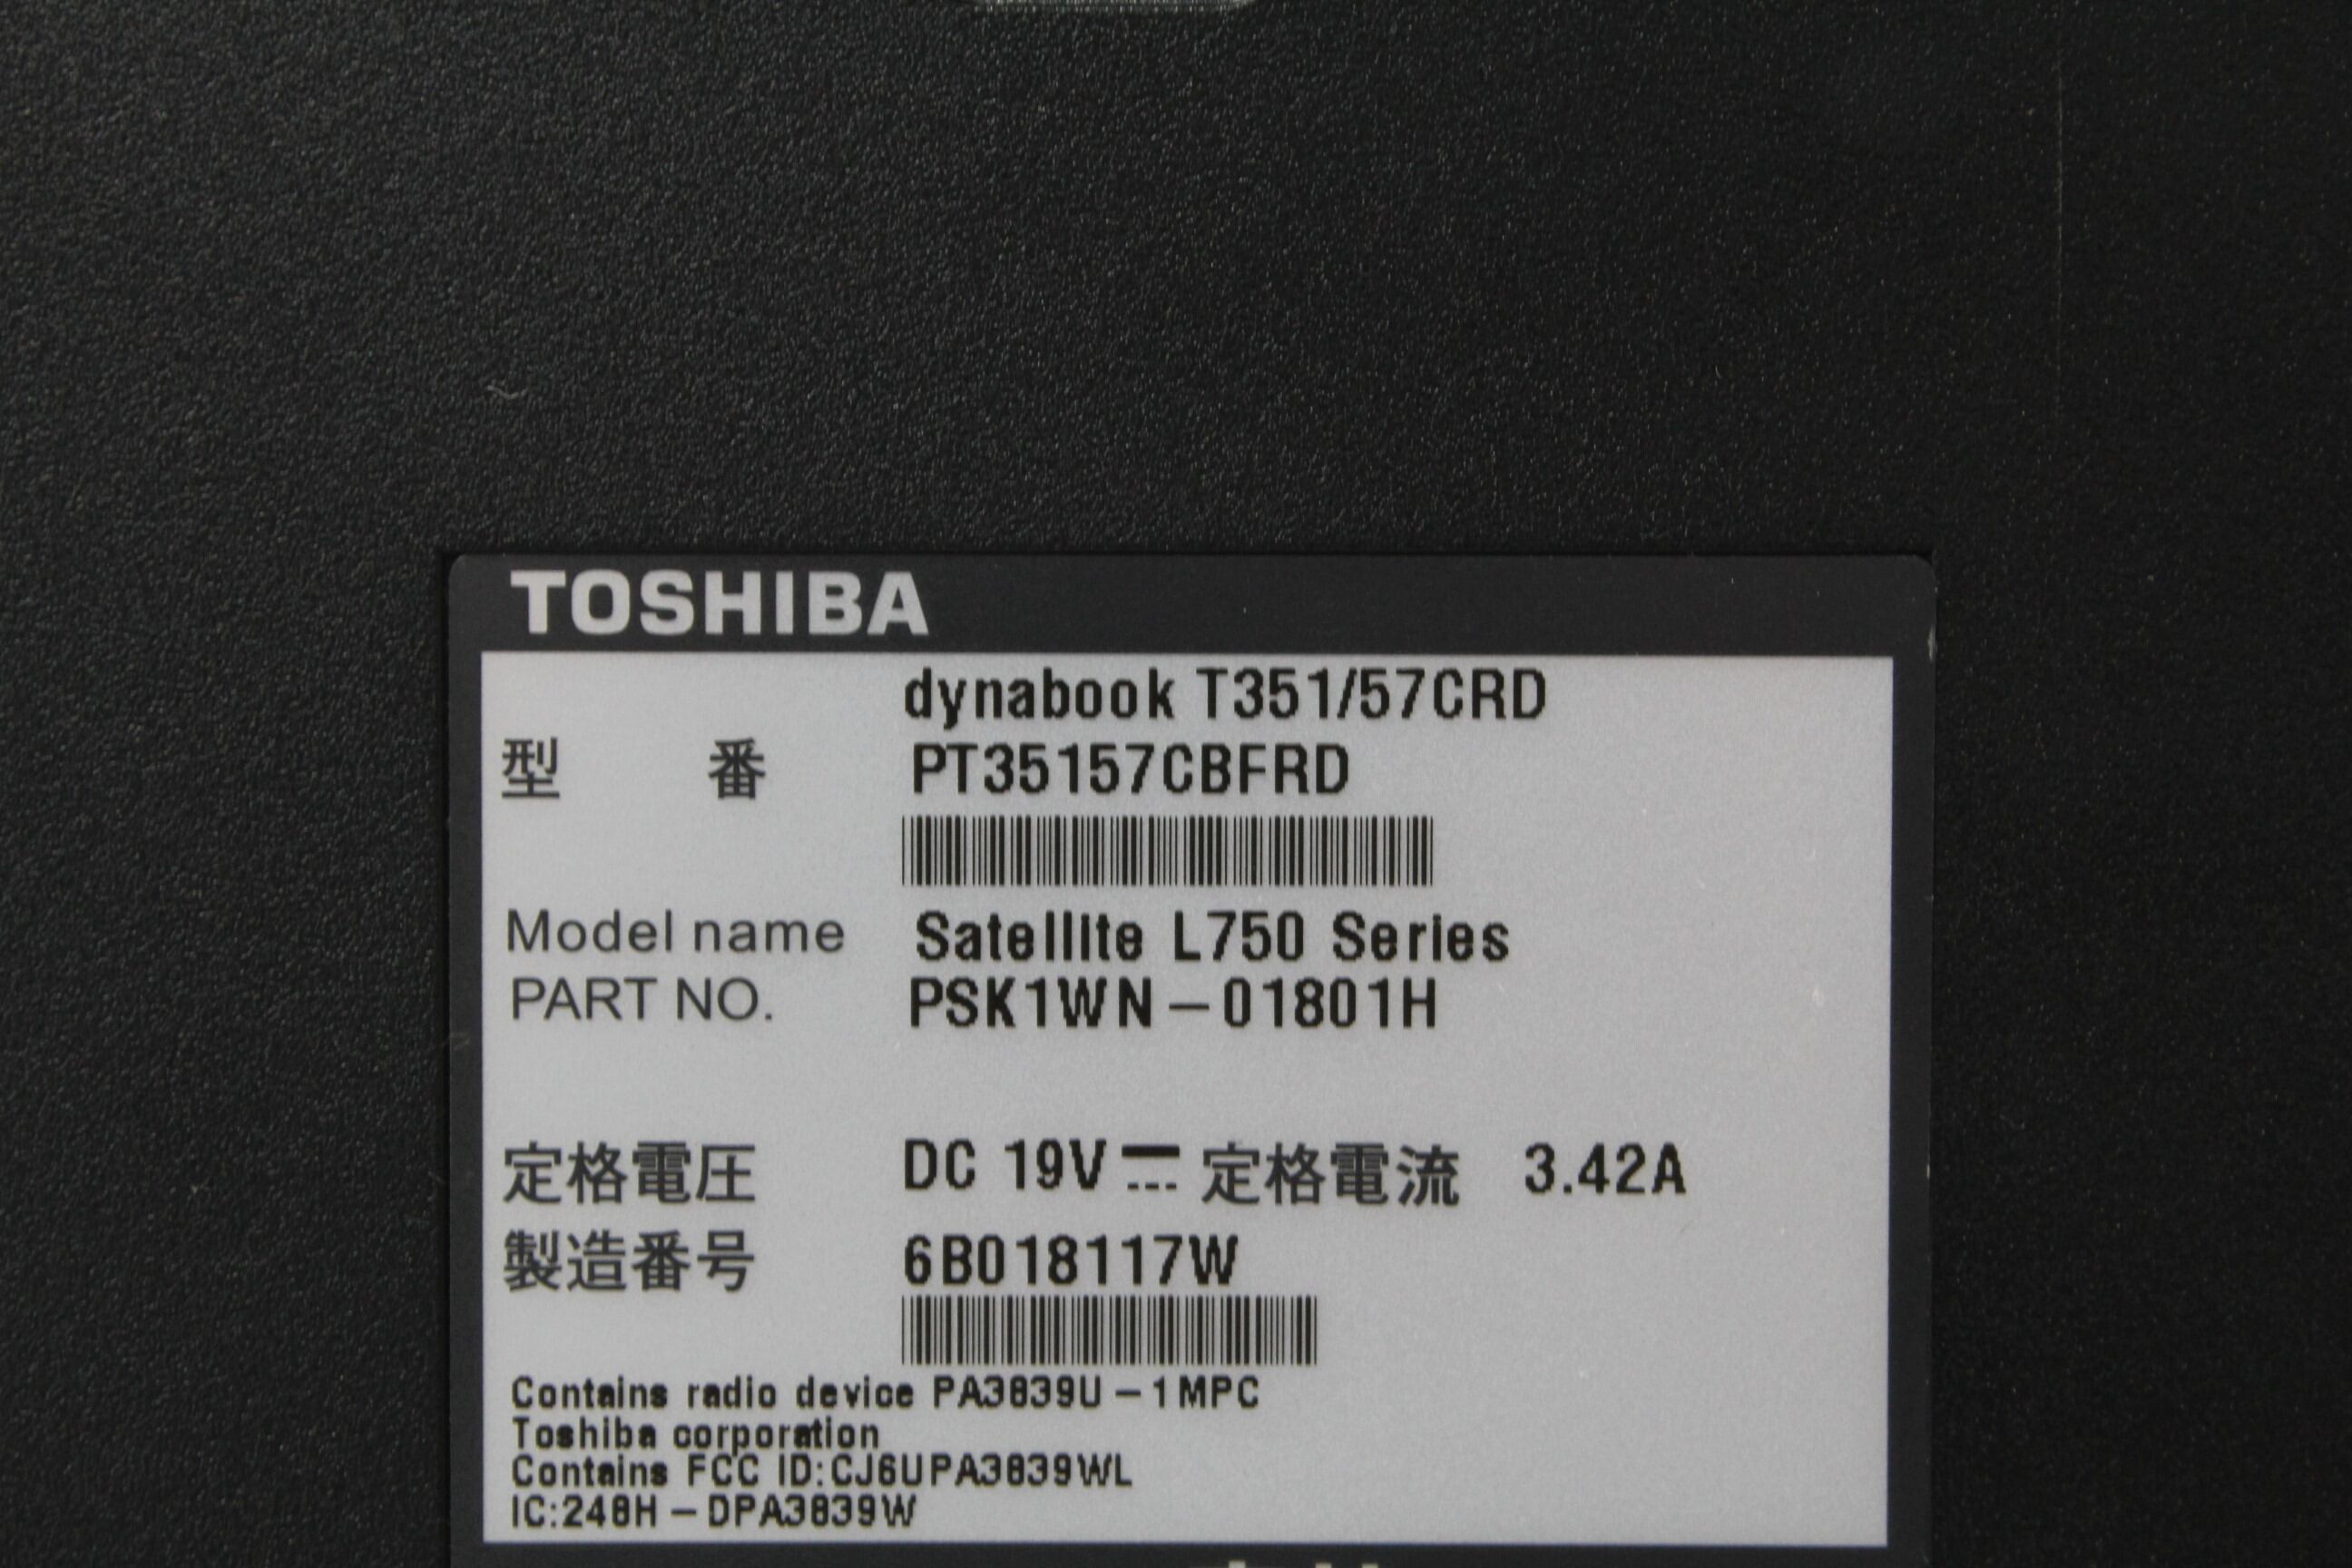 TOSHIBA
dynabook T351/57CRD
型 番 PT35157CBFRD
Model name Satellite L750 Series
PART NO. PSK1WN-01801H
定格電圧 DC 19V⎓ 定格電流 3.42A
製造番号 6B018117W
Contains radio device PA3839U-1MPC
Toshiba corporation
Contains FCC ID:CJ6UPA3839WL
IC:248H-DPA3839W